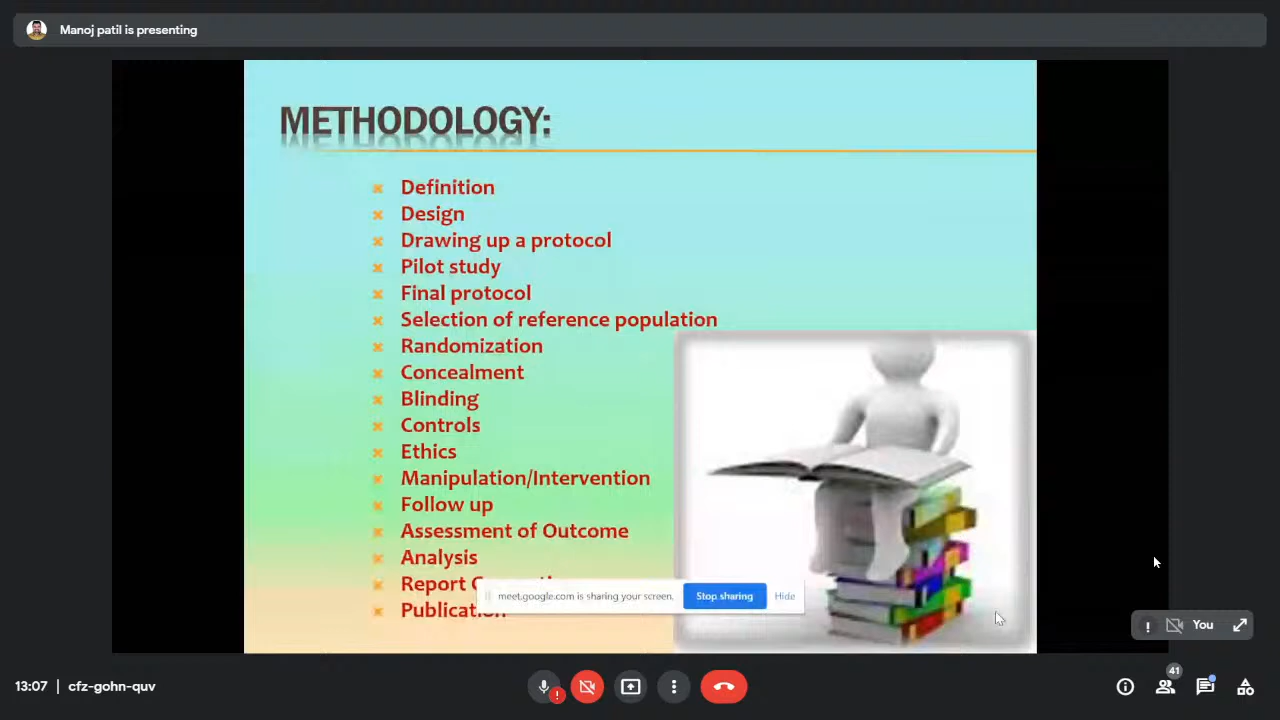 Manoj patil is presenting
METHODOLOGY:
Definition
Design
Drawing up a protocol
Pilot study
Final protocol
Selection of reference population
Randomization
Concealment
Blinding
Controls
Ethics
Manipulation/Intervention
Follow up
Assessment of Outcome
Analysis
Report
meet.google.com is sharing your screen.
Stop sharing
Hide
Publication
You
13:07 | cfz-gohn-quv
41